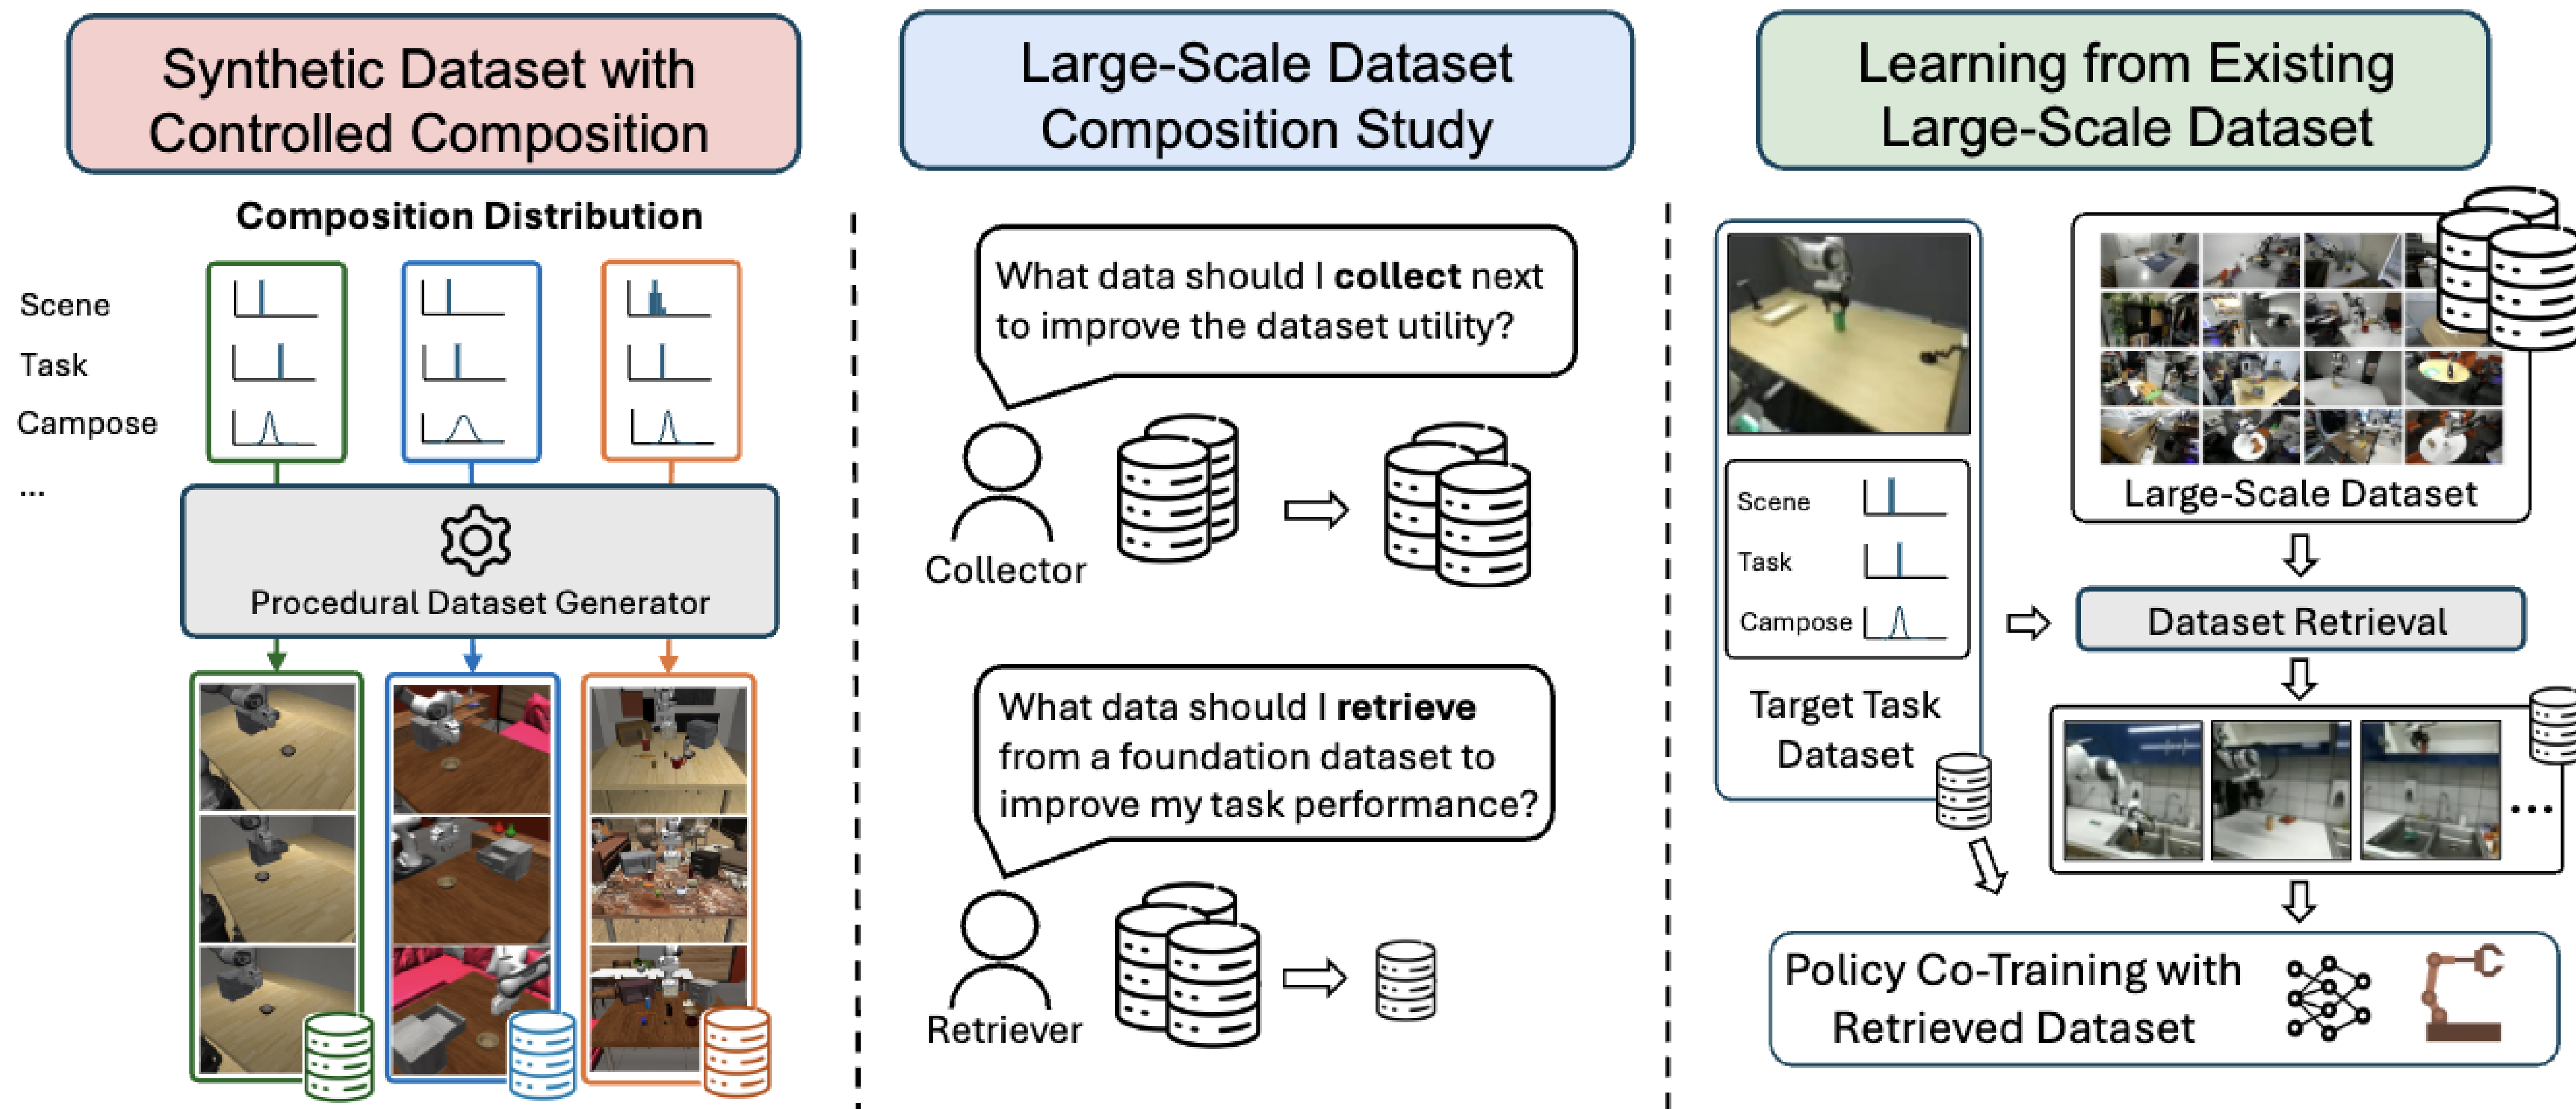 Synthetic Dataset with
Controlled Composition
Composition Distribution
Scene
Task
Campose
...
Procedural Dataset Generator
Large-Scale Dataset
Composition Study
What data should I collect next
to improve the dataset utility?
Collector
What data should I retrieve
from a foundation dataset to
improve my task performance?
Retriever
Learning from Existing
Large-Scale Dataset
Scene
Task
Campose
Target Task
Dataset
Large-Scale Dataset
Dataset Retrieval
...
Policy Co-Training with
Retrieved Dataset